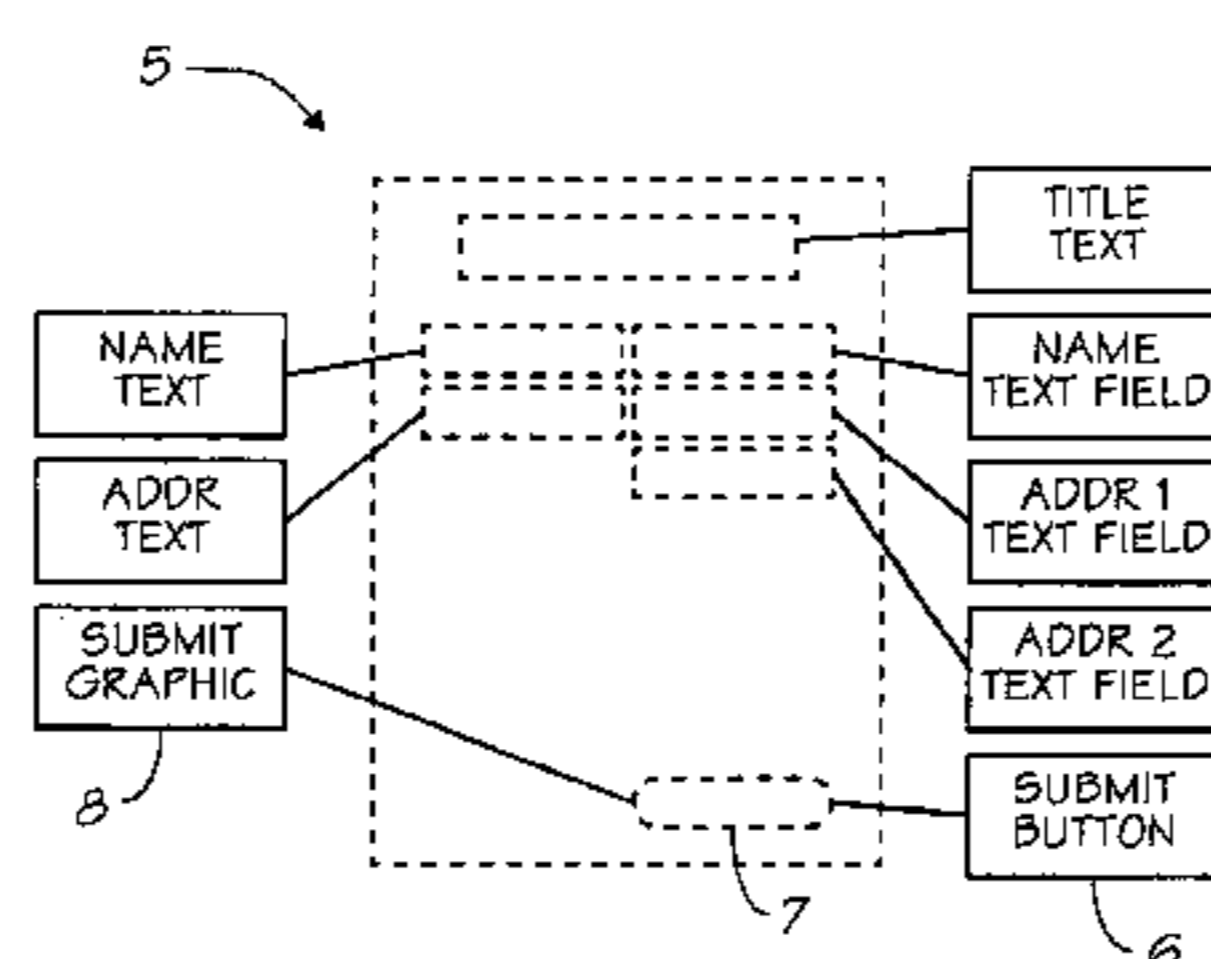 5
TITLE
TEXT
NAME
TEXT
NAME
TEXT FIELD
ADDR
TEXT
ADDR 1
TEXT FIELD
SUBMIT
GRAPHIC
ADDR 2
TEXT FIELD
8
SUBMIT
BUTTON
7
6